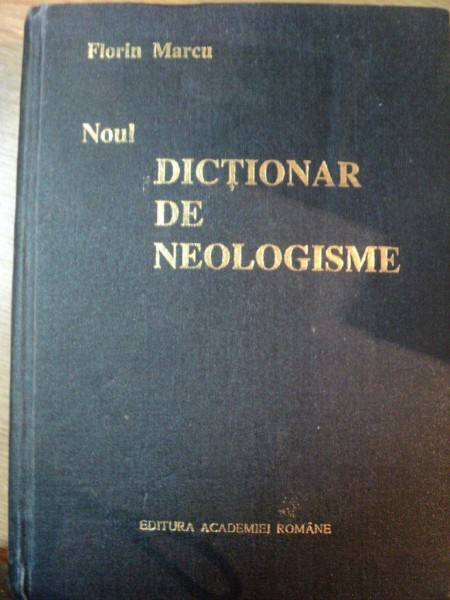 Florin Marcu
Noul
DICȚIONAR
DE
NEOLOGISME
EDITURA ACADEMIEI ROMÂNE